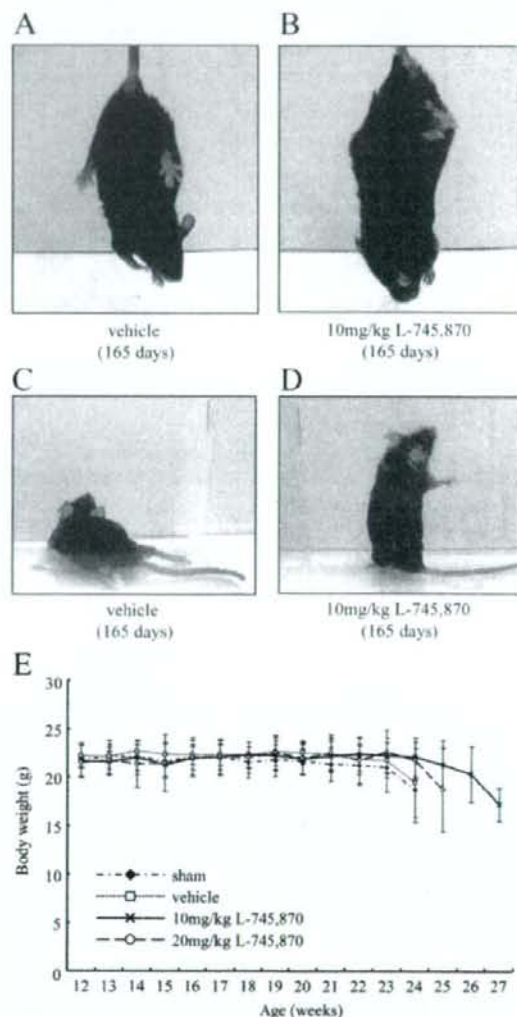 A
B
vehicle
(165 days)
10mg/kg L-745,870
(165 days)
C
D
vehicle
(165 days)
10mg/kg L-745,870
(165 days)
E
30
25
20
15
10
5
0
Body weight (g)
sham
vehicle
10mg/kg L-745,870
20mg/kg L-745,870
12 13 14 15 16 17 18 19 20 21 22 23 24 25 26 27
Age (weeks)